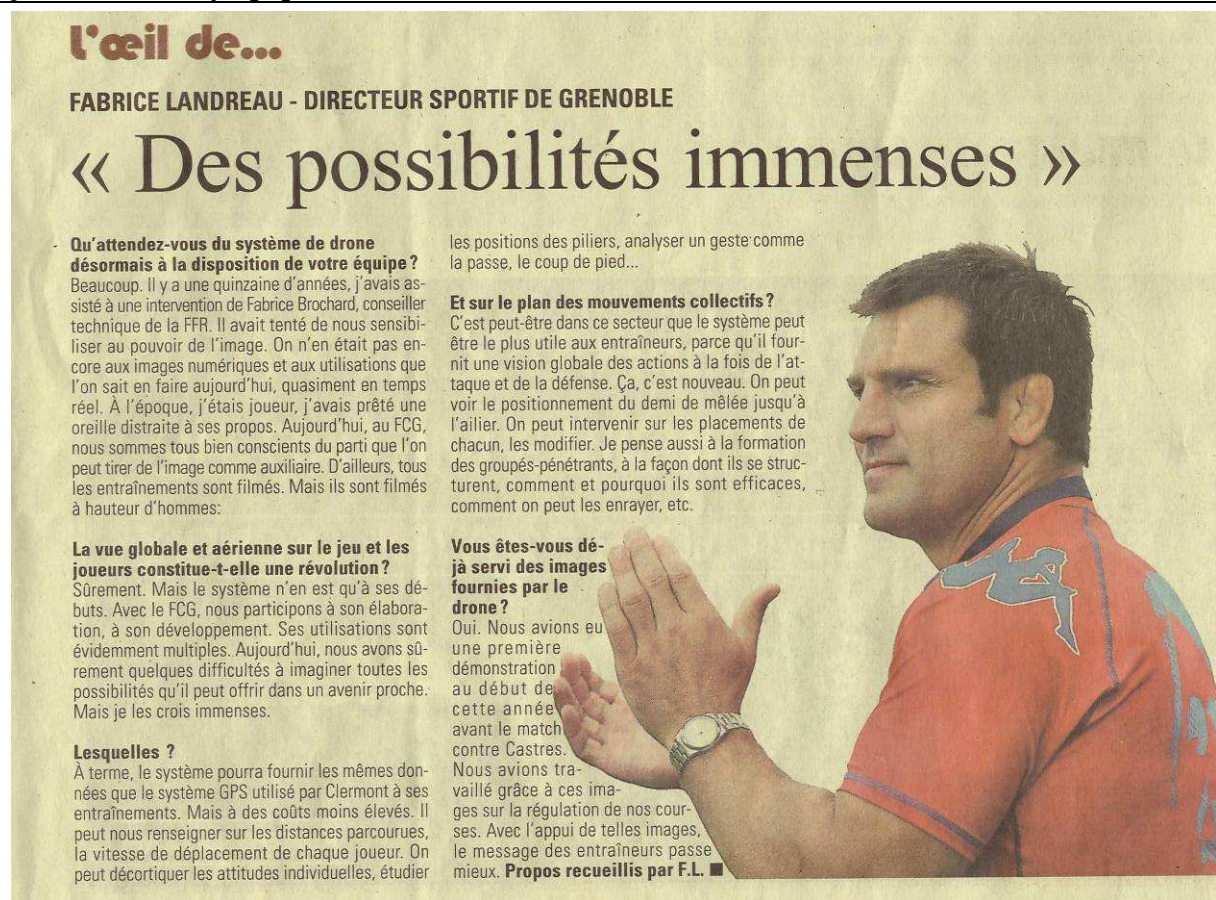 L'œil de...
FABRICE LANDREAU - DIRECTEUR SPORTIF DE GRENOBLE
« Des possibilités immenses »
Qu'attendez-vous du système de drone
désormais à la disposition de votre équipe ?
Beaucoup. Il y a une quinzaine d'années, j'avais as-
sisté à une intervention de Fabrice Brochard, conseiller
technique de la FFR. Il avait tenté de nous sensibi-
liser au pouvoir de l'image. On n'en était pas en-
core aux images numériques et aux utilisations que
l'on sait en faire aujourd'hui, quasiment en temps
réel. À l'époque, j'étais joueur, j'avais prêté une
oreille distraite à ses propos. Aujourd'hui, au FCG,
nous sommes tous bien conscients du parti que l'on
peut tirer de l'image comme auxiliaire. D'ailleurs, tous
les entraînements sont filmés. Mais ils sont filmés
à hauteur d'hommes:
La vue globale et aérienne sur le jeu et les
joueurs constitue-t-elle une révolution ?
Sûrement. Mais le système n'en est qu'à ses dé-
buts. Avec le FCG, nous participons à son élabora-
tion, à son développement. Ses utilisations sont
évidemment multiples. Aujourd'hui, nous avons sû-
rement quelques difficultés à imaginer toutes les
possibilités qu'il peut offrir dans un avenir proche.
Mais je les crois immenses.
Lesquelles ?
À terme, le système pourra fournir les mêmes don-
nées que le système GPS utilisé par Clermont à ses
entraînements. Mais à des coûts moins élevés. Il
peut nous renseigner sur les distances parcourues,
la vitesse de déplacement de chaque joueur. On
peut décortiquer les attitudes individuelles, étudier
les positions des piliers, analyser un geste comme
la passe, le coup de pied...
Et sur le plan des mouvements collectifs ?
C'est peut-être dans ce secteur que le système peut
être le plus utile aux entraîneurs, parce qu'il four-
nit une vision globale des actions à la fois de l'at-
taque et de la défense. Ça, c'est nouveau. On peut
voir le positionnement du demi de mêlée jusqu'à
l'ailier. On peut intervenir sur les placements de
chacun, les modifier. Je pense aussi à la formation
des groupés-pénétrants, à la façon dont ils se struc-
turent, comment et pourquoi ils sont efficaces,
comment on peut les enrayer, etc.
Vous êtes-vous dé-
jà servi des images
fournies par le
drone ?
Oui. Nous avions eu
une première
démonstration
au début de
cette année
avant le match
contre Castres.
Nous avions tra-
vaillé grâce à ces ima-
ges sur la régulation de nos cour-
ses. Avec l'appui de telles images,
le message des entraîneurs passe
mieux. Propos recueillis par F.L. ■